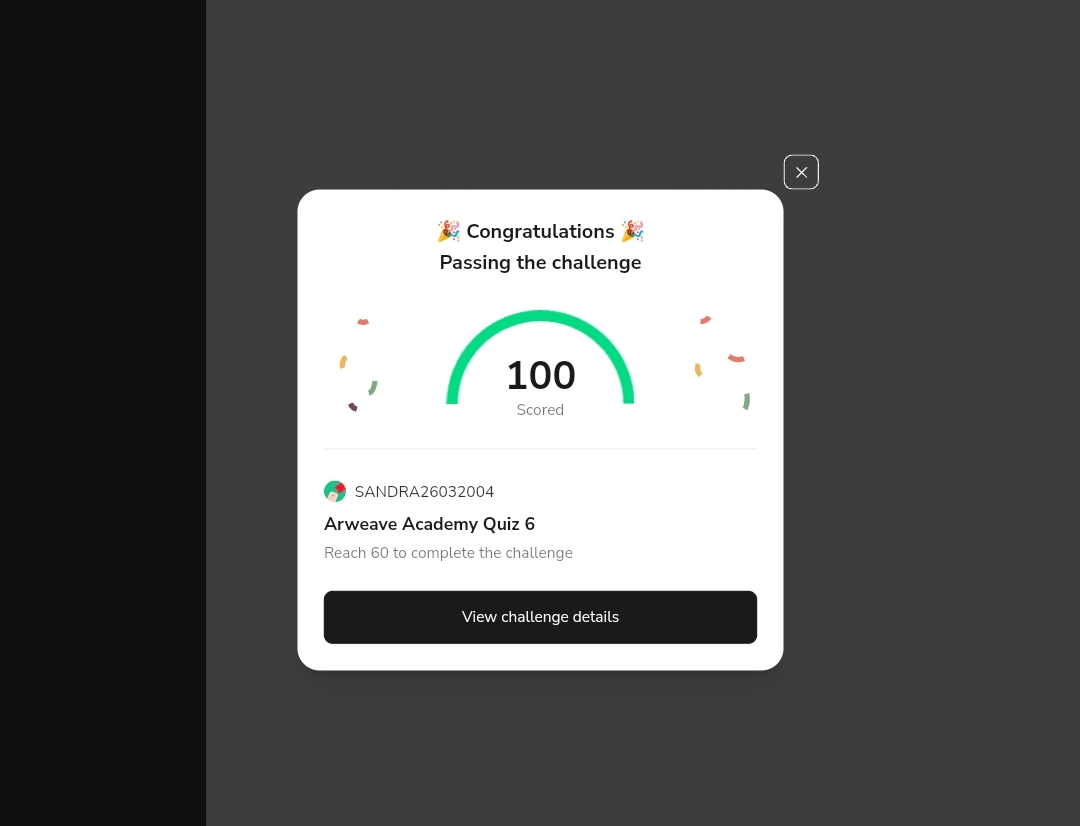 🎉 Congratulations 🎉
Passing the challenge
100
Scored
SANDRA26032004
Arweave Academy Quiz 6
Reach 60 to complete the challenge
View challenge details